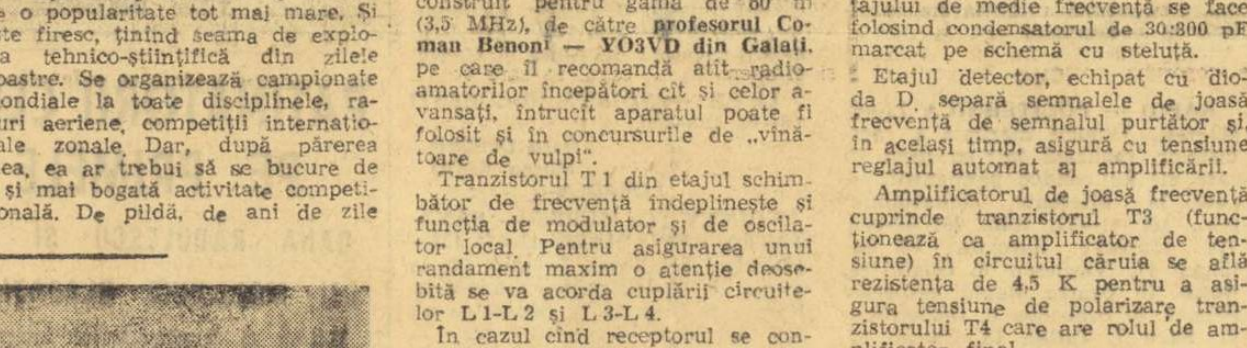 e o popularitate tot mai mare. Și
te firesc, ținînd seama de explo-
a tehnico-științifică din zilele
oastre. Se organizează campionate
ondiale la toate disciplinele, ra-
uri aeriene, competiții internațio-
ale zonale. Dar, după părerea
ea, ea ar trebui să se bucure de
și mai bogată activitate competi-
onală. De pildă, de ani de zile
construit pentru gama de 80 m
(3,5 MHz), de către profesorul Co-
man Benoni — YO3VD din Galați.
pe care îl recomandă atît radio-
amatorilor începători cît și celor a-
vansați, întrucît aparatul poate fi
folosit și în concursurile de „vînă-
toare de vulpi".
Tranzistorul T 1 din etajul schim-
bător de frecvență îndeplinește și
funcția de modulator și de oscila-
tor local. Pentru asigurarea unui
randament maxim o atenție deose-
bită se va acorda cuplării circuite-
lor L 1-L 2 și L 3-L 4.
În cazul cînd receptorul se con-
tajului de medie frecvență se face
folosind condensatorul de 30:300 pF
marcat pe schemă cu steluță.
Etajul detector, echipat cu dio-
da D. separă semnalele de joasă
frecvență de semnalul purtător și,
în același timp, asigură cu tensiune
reglajul automat al amplificării.
Amplificatorul de joasă frecvență
cuprinde tranzistorul T3 (func-
ționează ca amplificator de ten-
siune) în circuitul căruia se află
rezistența de 4,5 K pentru a asi-
gura tensiune de polarizare tran-
zistorului T4 care are rolul de am-
plificator final